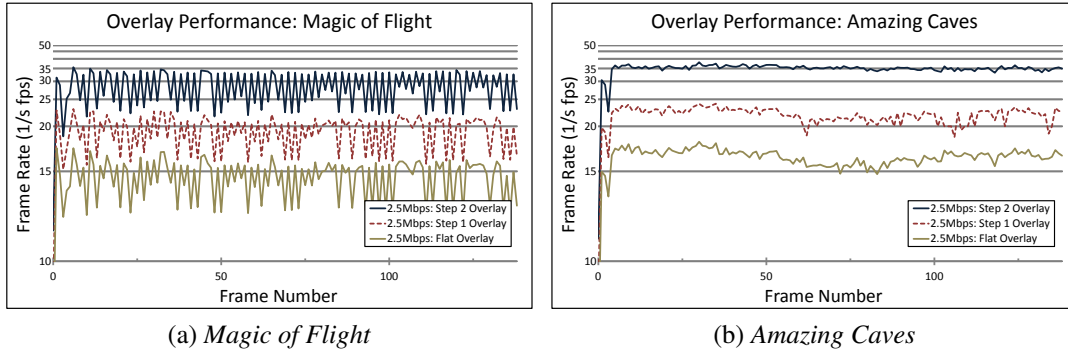 Overlay Performance: Magic of Flight
50
35
30
25
20
15
10
Frame Rate (1/s fps)
2.5Mbps: Step 2 Overlay
2.5Mbps: Step 1 Overlay
2.5Mbps: Flat Overlay
0
50
100
Frame Number
(a) Magic of Flight
Overlay Performance: Amazing Caves
50
35
30
25
20
15
10
Frame Rate (1/s fps)
2.5Mbps: Step 2 Overlay
2.5Mbps: Step 1 Overlay
2.5Mbps: Flat Overlay
0
50
100
Frame Number
(b) Amazing Caves